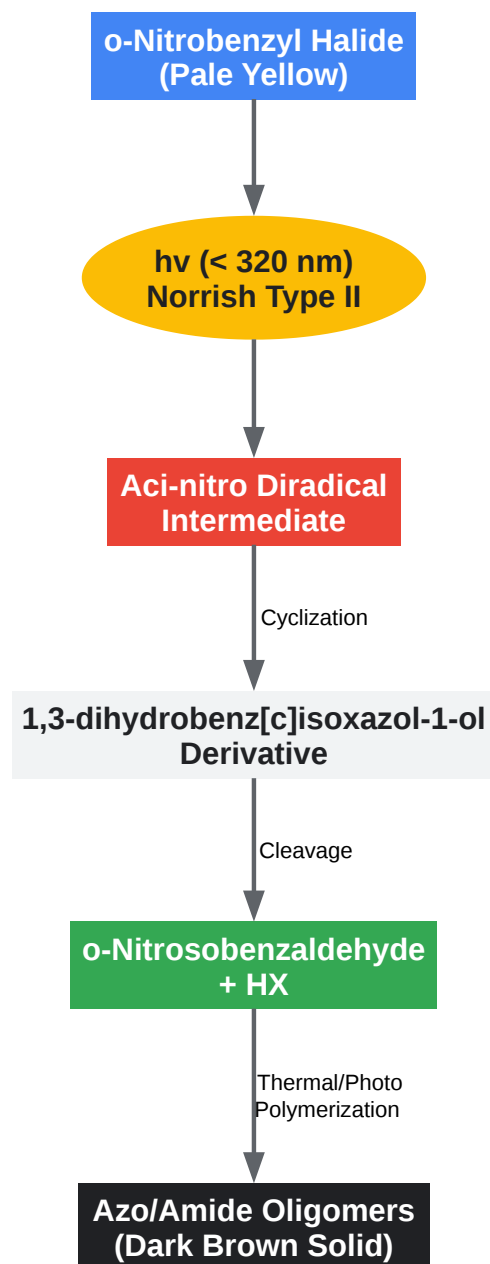 o-Nitrobenzyl Halide
(Pale Yellow)
hv (< 320 nm)
Norrish Type II
Aci-nitro Diradical
Intermediate
Cyclization
1,3-dihydrobenz[c]isoxazol-1-ol
Derivative
Cleavage
o-Nitrosobenzaldehyde
+ HX
Thermal/Photo
Polymerization
Azo/Amide Oligomers
(Dark Brown Solid)